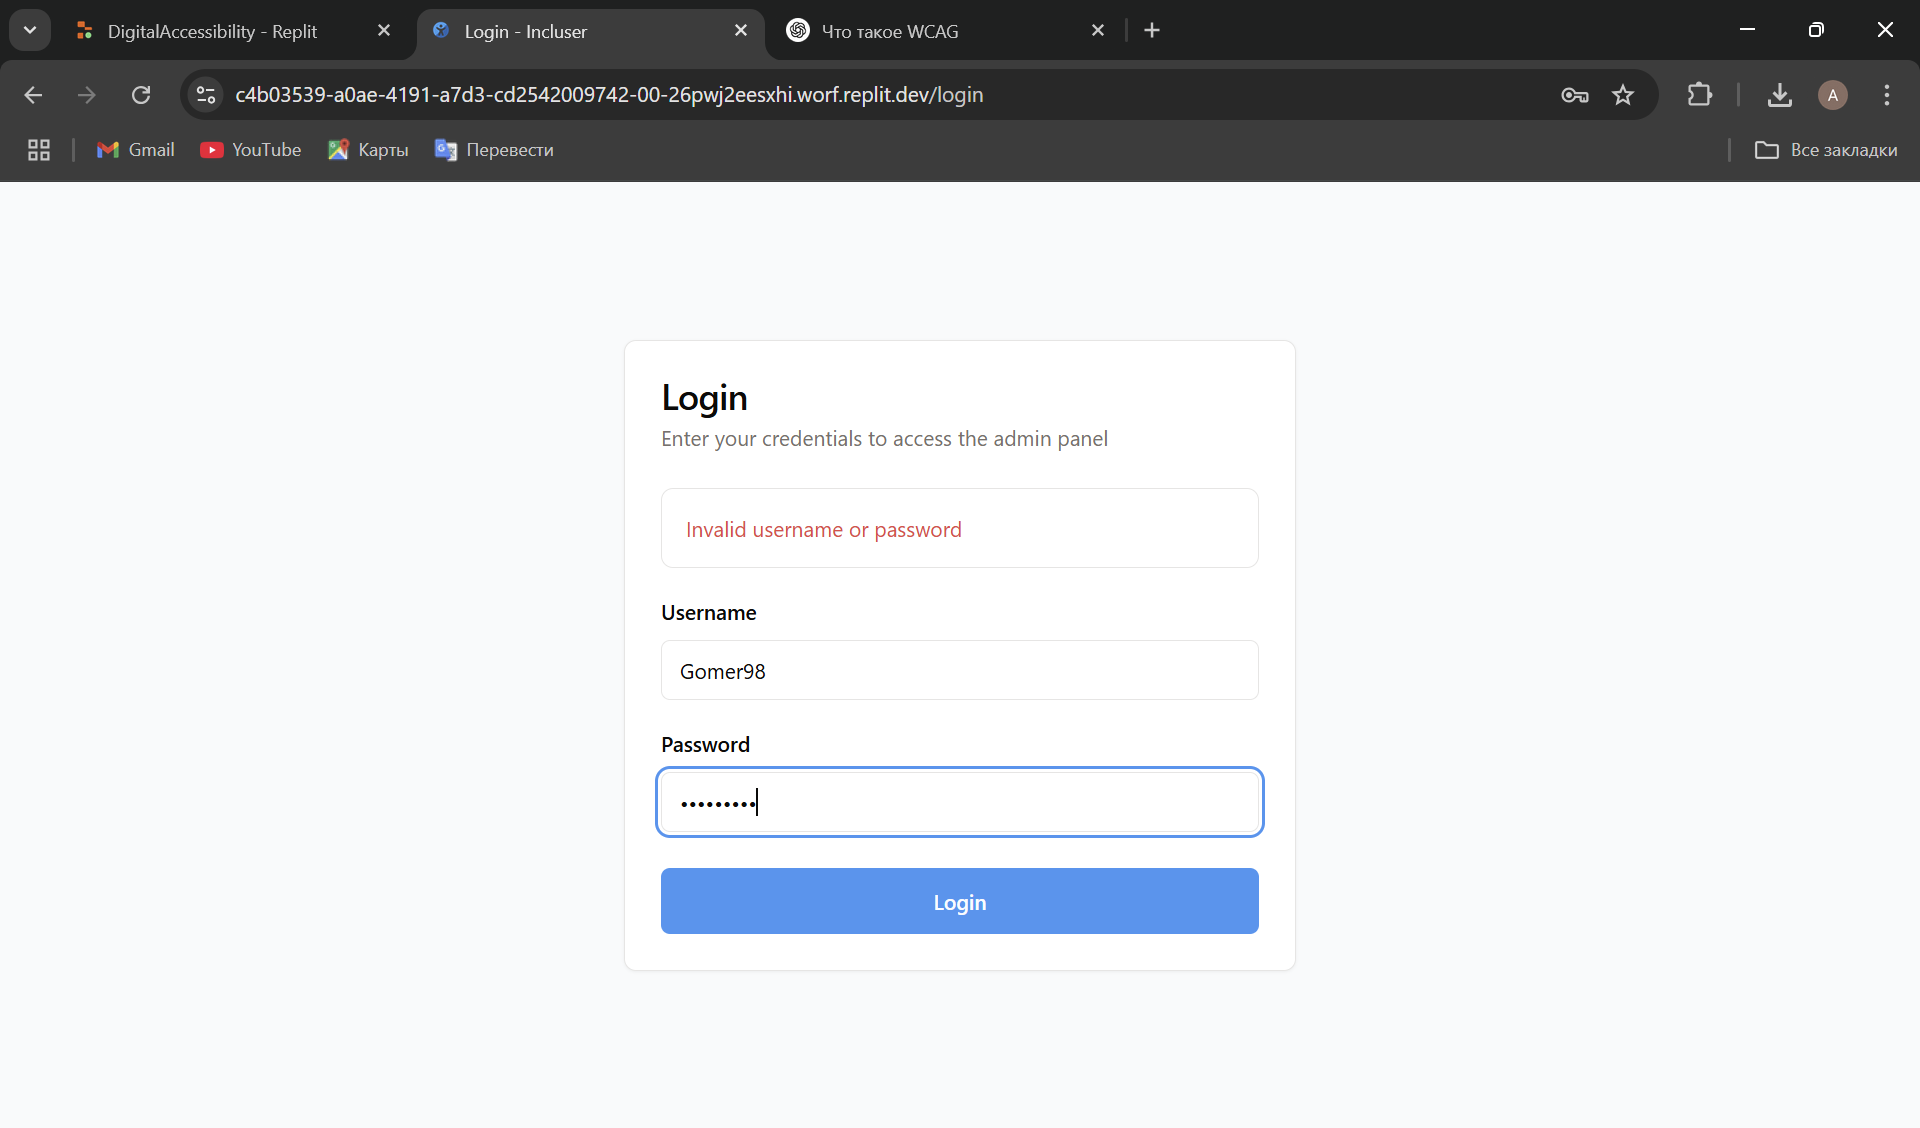 DigitalAccessibility - Replit
Login - Incluser
Что такое WCAG
c4b03539-a0ae-4191-a7d3-cd2542009742-00-26pwj2eesxhi.worf.replit.dev/login
A
Gmail
YouTube
Карты
Перевести
Все закладки
Login
Enter your credentials to access the admin panel
Invalid username or password
Username
Gomer98
Password
•••••••••
Login